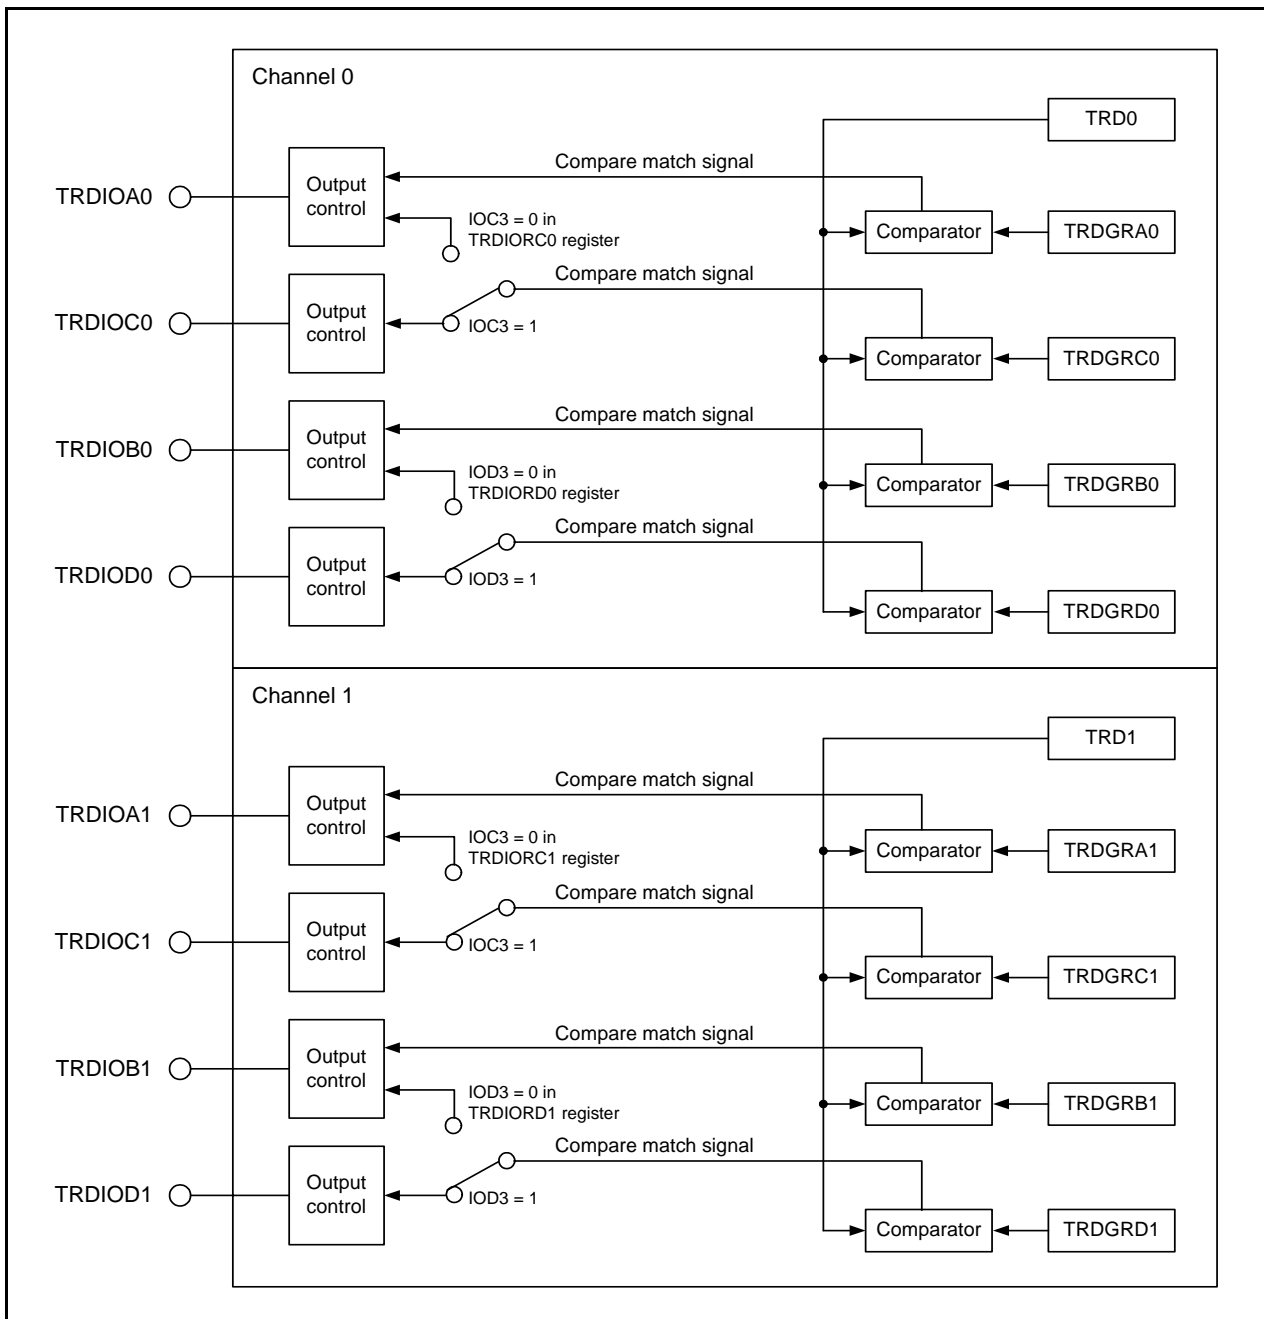 Channel 0
TRD0
Compare match signal
TRDIOA0
Output
control
IOC3 = 0 in
TRDIORC0 register
Comparator
TRDGRA0
Compare match signal
TRDIOC0
Output
control
IOC3 = 1
Comparator
TRDGRC0
Compare match signal
TRDIOB0
Output
control
IOD3 = 0 in
TRDIORD0 register
Comparator
TRDGRB0
Compare match signal
TRDIOD0
Output
control
IOD3 = 1
Comparator
TRDGRD0
Channel 1
TRD1
Compare match signal
TRDIOA1
Output
control
IOC3 = 0 in
TRDIORC1 register
Comparator
TRDGRA1
Compare match signal
TRDIOC1
Output
control
IOC3 = 1
Comparator
TRDGRC1
Compare match signal
TRDIOB1
Output
control
IOD3 = 0 in
TRDIORD1 register
Comparator
TRDGRB1
Compare match signal
TRDIOD1
Output
control
IOD3 = 1
Comparator
TRDGRD1